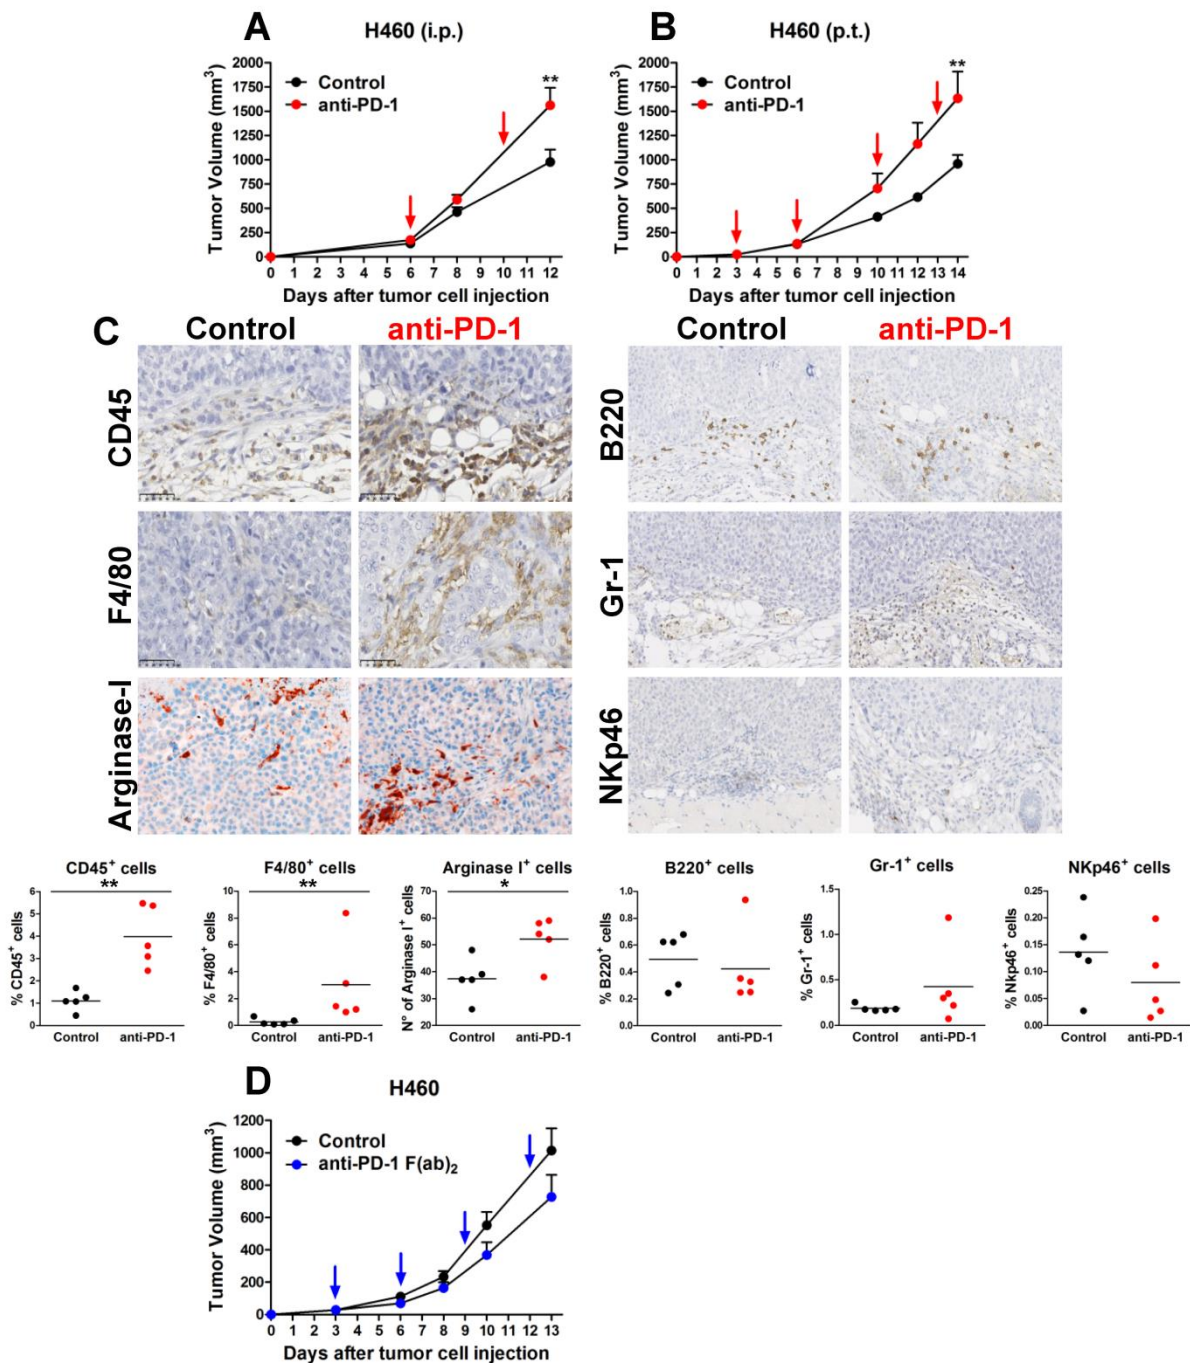 A
H460 (i.p.)
Tumor Volume (mm³)
2000
1750
1500
1250
1000
750
500
250
0
Control
anti-PD-1
**
0 1 2 3 4 5 6 7 8 9 10 11 12
Days after tumor cell injection
B
H460 (p.t.)
Tumor Volume (mm³)
2000
1750
1500
1250
1000
750
500
250
0
Control
anti-PD-1
**
0 1 2 3 4 5 6 7 8 9 10 11 12 13 14
Days after tumor cell injection
C
Control
anti-PD-1
Control
anti-PD-1
CD45
B220
F4/80
Gr-1
Arginase-I
NKp46
CD45⁺ cells
**
% CD45⁺ cells
6
5
4
3
2
1
0
Control anti-PD-1
F4/80⁺ cells
**
% F4/80⁺ cells
10
8
6
4
2
0
Control anti-PD-1
Arginase I⁺ cells
*
N° of Arginase I⁺ cells
70
60
50
40
30
20
Control anti-PD-1
B220⁺ cells
% B220⁺ cells
1.0
0.8
0.6
0.4
0.2
0.0
Control anti-PD-1
Gr-1⁺ cells
% Gr-1⁺ cells
1.5
1.0
0.5
0.0
Control anti-PD-1
NKp46⁺ cells
% Nkp46⁺ cells
0.25
0.20
0.15
0.10
0.05
0.00
Control anti-PD-1
D
H460
Tumor Volume (mm³)
1200
1000
800
600
400
200
0
Control
anti-PD-1 F(ab)₂
0 1 2 3 4 5 6 7 8 9 10 11 12 13
Days after tumor cell injection